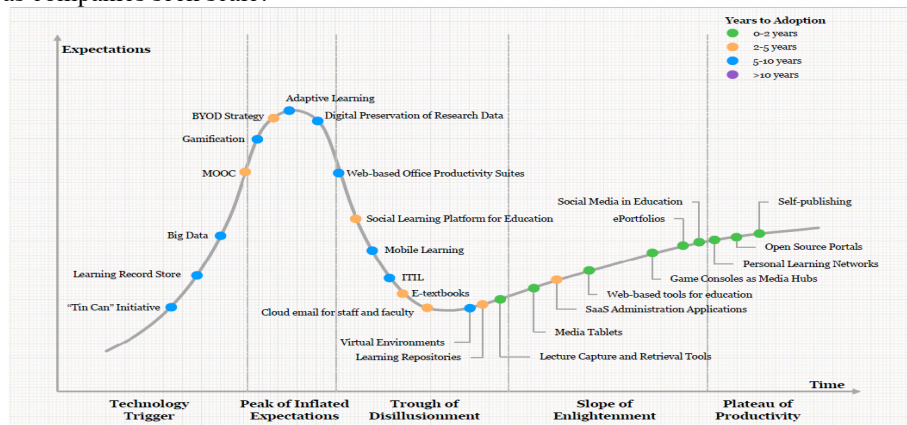 Years to Adoption
0-2 years
2-5 years
5-10 years
>10 years
Expectations
Adaptive Learning
BYOD Strategy
Digital Preservation of Research Data
Gamification
MOOC
Web-based Office Productivity Suites
Social Media in Education
Self-publishing
ePortfolios
Social Learning Platform for Education
Big Data
Mobile Learning
Open Source Portals
Personal Learning Networks
Learning Record Store
ITIL
Game Consoles as Media Hubs
E-textbooks
Web-based tools for education
"Tin Can" Initiative
Cloud email for staff and faculty
SaaS Administration Applications
Media Tablets
Virtual Environments
Learning Repositories
Lecture Capture and Retrieval Tools
Time
Technology
Trigger
Peak of Inflated
Expectations
Trough of
Disillusionment
Slope of
Enlightenment
Plateau of
Productivity